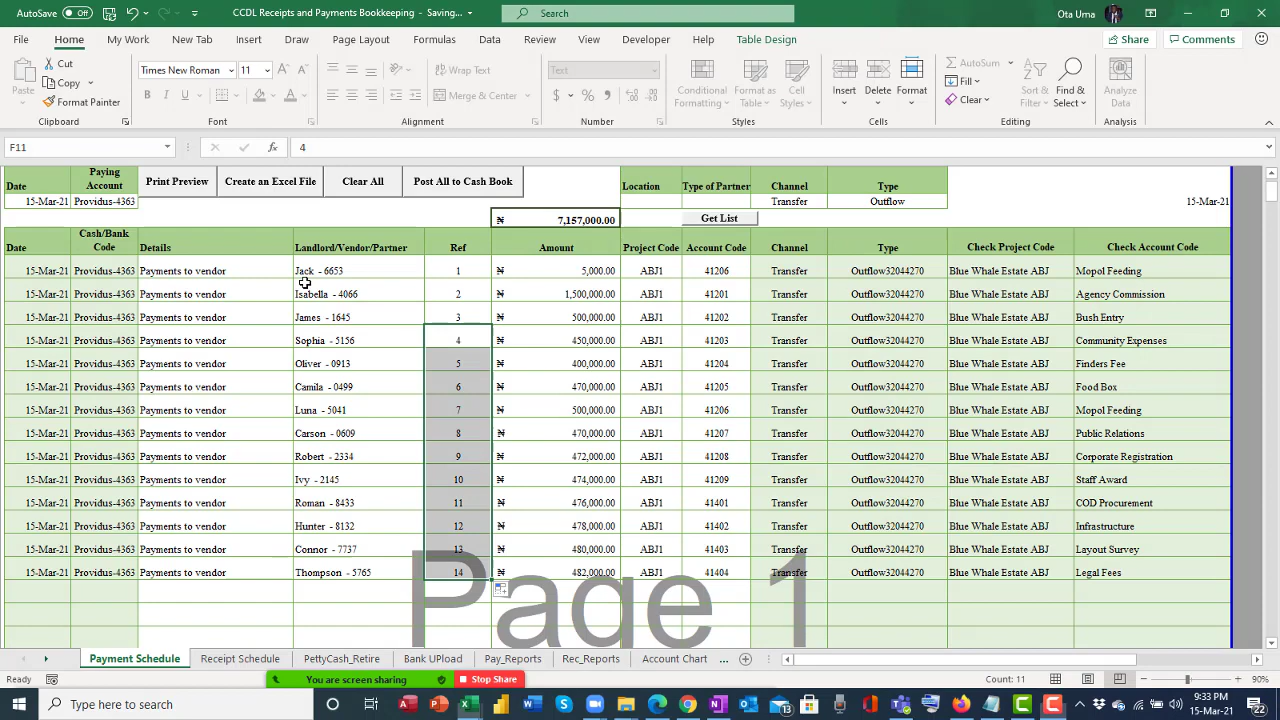 AutoSave Off CCDL Receipts and Payments Bookkeeping - Saving... Search Ota Uma
File Home My Work New Tab Insert Draw Page Layout Formulas Data Review View Developer Help Table Design Share Comments
Paste Cut Copy Format Painter Clipboard
Times New Roman 11 B I U A Font
Wrap Text Merge & Center Alignment
Text $ % Number
Conditional Formatting Format as Table Cell Styles Styles
Insert Delete Format Cells
AutoSum Fill Clear Sort & Filter Find & Select Editing
Analyze Data Analysis
F11 fx 4
Date Paying Account Print Preview Create an Excel File Clear All Post All to Cash Book Location Type of Partner Channel Type
15-Mar-21 Providus-4363 Transfer Outflow 15-Mar-21
₦ 7,157,000.00 Get List
Date Cash/Bank Code Details Landlord/Vendor/Partner Ref Amount Project Code Account Code Channel Type Check Project Code Check Account Code
15-Mar-21 Providus-4363 Payments to vendor Jack - 6653 1 ₦ 5,000.00 ABJ1 41206 Transfer Outflow32044270 Blue Whale Estate ABJ Mopol Feeding
15-Mar-21 Providus-4363 Payments to vendor Isabella - 4066 2 ₦ 1,500,000.00 ABJ1 41201 Transfer Outflow32044270 Blue Whale Estate ABJ Agency Commission
15-Mar-21 Providus-4363 Payments to vendor James - 1645 3 ₦ 500,000.00 ABJ1 41202 Transfer Outflow32044270 Blue Whale Estate ABJ Bush Entry
15-Mar-21 Providus-4363 Payments to vendor Sophia - 5156 4 ₦ 450,000.00 ABJ1 41203 Transfer Outflow32044270 Blue Whale Estate ABJ Community Expenses
15-Mar-21 Providus-4363 Payments to vendor Oliver - 0913 5 ₦ 400,000.00 ABJ1 41204 Transfer Outflow32044270 Blue Whale Estate ABJ Finders Fee
15-Mar-21 Providus-4363 Payments to vendor Camila - 0499 6 ₦ 470,000.00 ABJ1 41205 Transfer Outflow32044270 Blue Whale Estate ABJ Food Box
15-Mar-21 Providus-4363 Payments to vendor Luna - 5041 7 ₦ 500,000.00 ABJ1 41206 Transfer Outflow32044270 Blue Whale Estate ABJ Mopol Feeding
15-Mar-21 Providus-4363 Payments to vendor Carson - 0609 8 ₦ 470,000.00 ABJ1 41207 Transfer Outflow32044270 Blue Whale Estate ABJ Public Relations
15-Mar-21 Providus-4363 Payments to vendor Robert - 2334 9 ₦ 472,000.00 ABJ1 41208 Transfer Outflow32044270 Blue Whale Estate ABJ Corporate Registration
15-Mar-21 Providus-4363 Payments to vendor Ivy - 2145 10 ₦ 474,000.00 ABJ1 41209 Transfer Outflow32044270 Blue Whale Estate ABJ Staff Award
15-Mar-21 Providus-4363 Payments to vendor Roman - 8433 11 ₦ 476,000.00 ABJ1 41401 Transfer Outflow32044270 Blue Whale Estate ABJ COD Procurement
15-Mar-21 Providus-4363 Payments to vendor Hunter - 8132 12 ₦ 478,000.00 ABJ1 41402 Transfer Outflow32044270 Blue Whale Estate ABJ Infrastructure
15-Mar-21 Providus-4363 Payments to vendor Connor - 7737 13 ₦ 480,000.00 ABJ1 41403 Transfer Outflow32044270 Blue Whale Estate ABJ Layout Survey
15-Mar-21 Providus-4363 Payments to vendor Thompson - 5765 14 ₦ 482,000.00 ABJ1 41404 Transfer Outflow32044270 Blue Whale Estate ABJ Legal Fees
Page 1
Payment Schedule Receipt Schedule PettyCash_Retire Bank UPload Pay_Reports Rec_Reports Account Chart ...
You are screen sharing Stop Share
Ready Count: 11 90%
Type here to search 13 9:33 PM
15-Mar-21